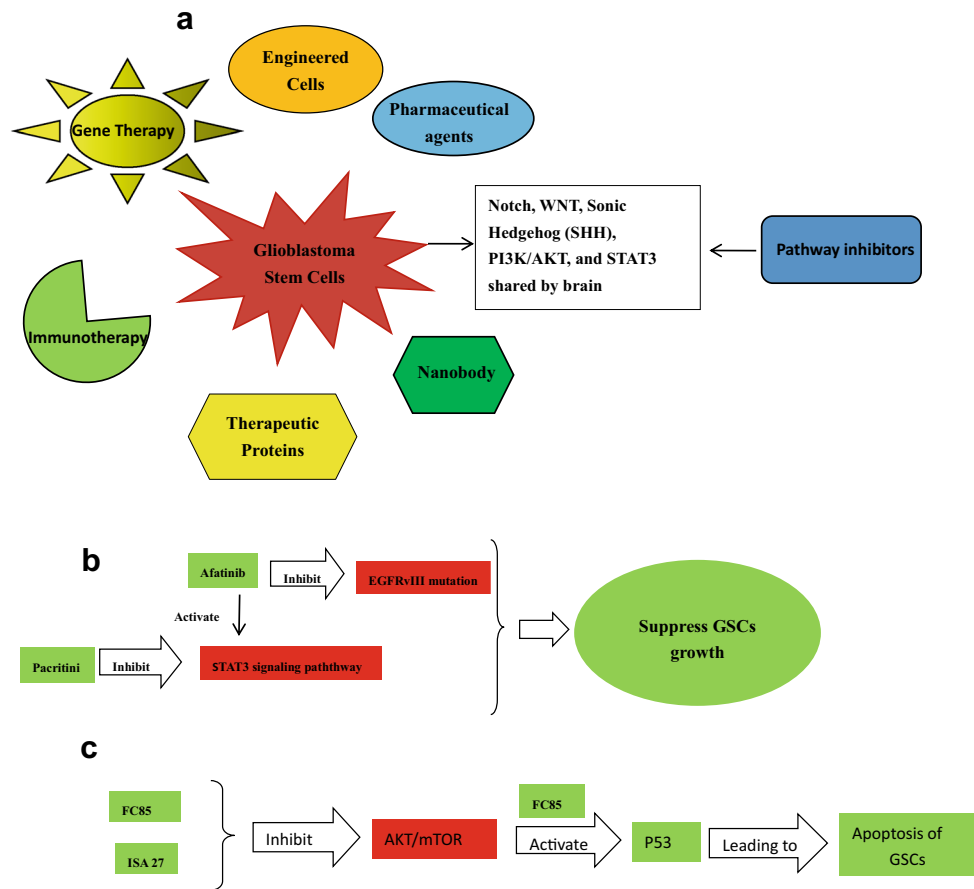 a
Engineered
Cells
Gene Therapy
Pharmaceutical
agents
Glioblastoma
Stem Cells
Notch, WNT, Sonic
Hedgehog (SHH),
PI3K/AKT, and STAT3
shared by brain
Pathway inhibitors
Immunotherapy
Nanobody
Therapeutic
Proteins
b
Afatinib
Inhibit
EGFRvIII mutation
Activate
Pacritini
Inhibit
STAT3 signaling paththway
Suppress GSCs
growth
c
FC85
ISA 27
Inhibit
AKT/mTOR
FC85
Activate
P53
Leading to
Apoptosis of
GSCs